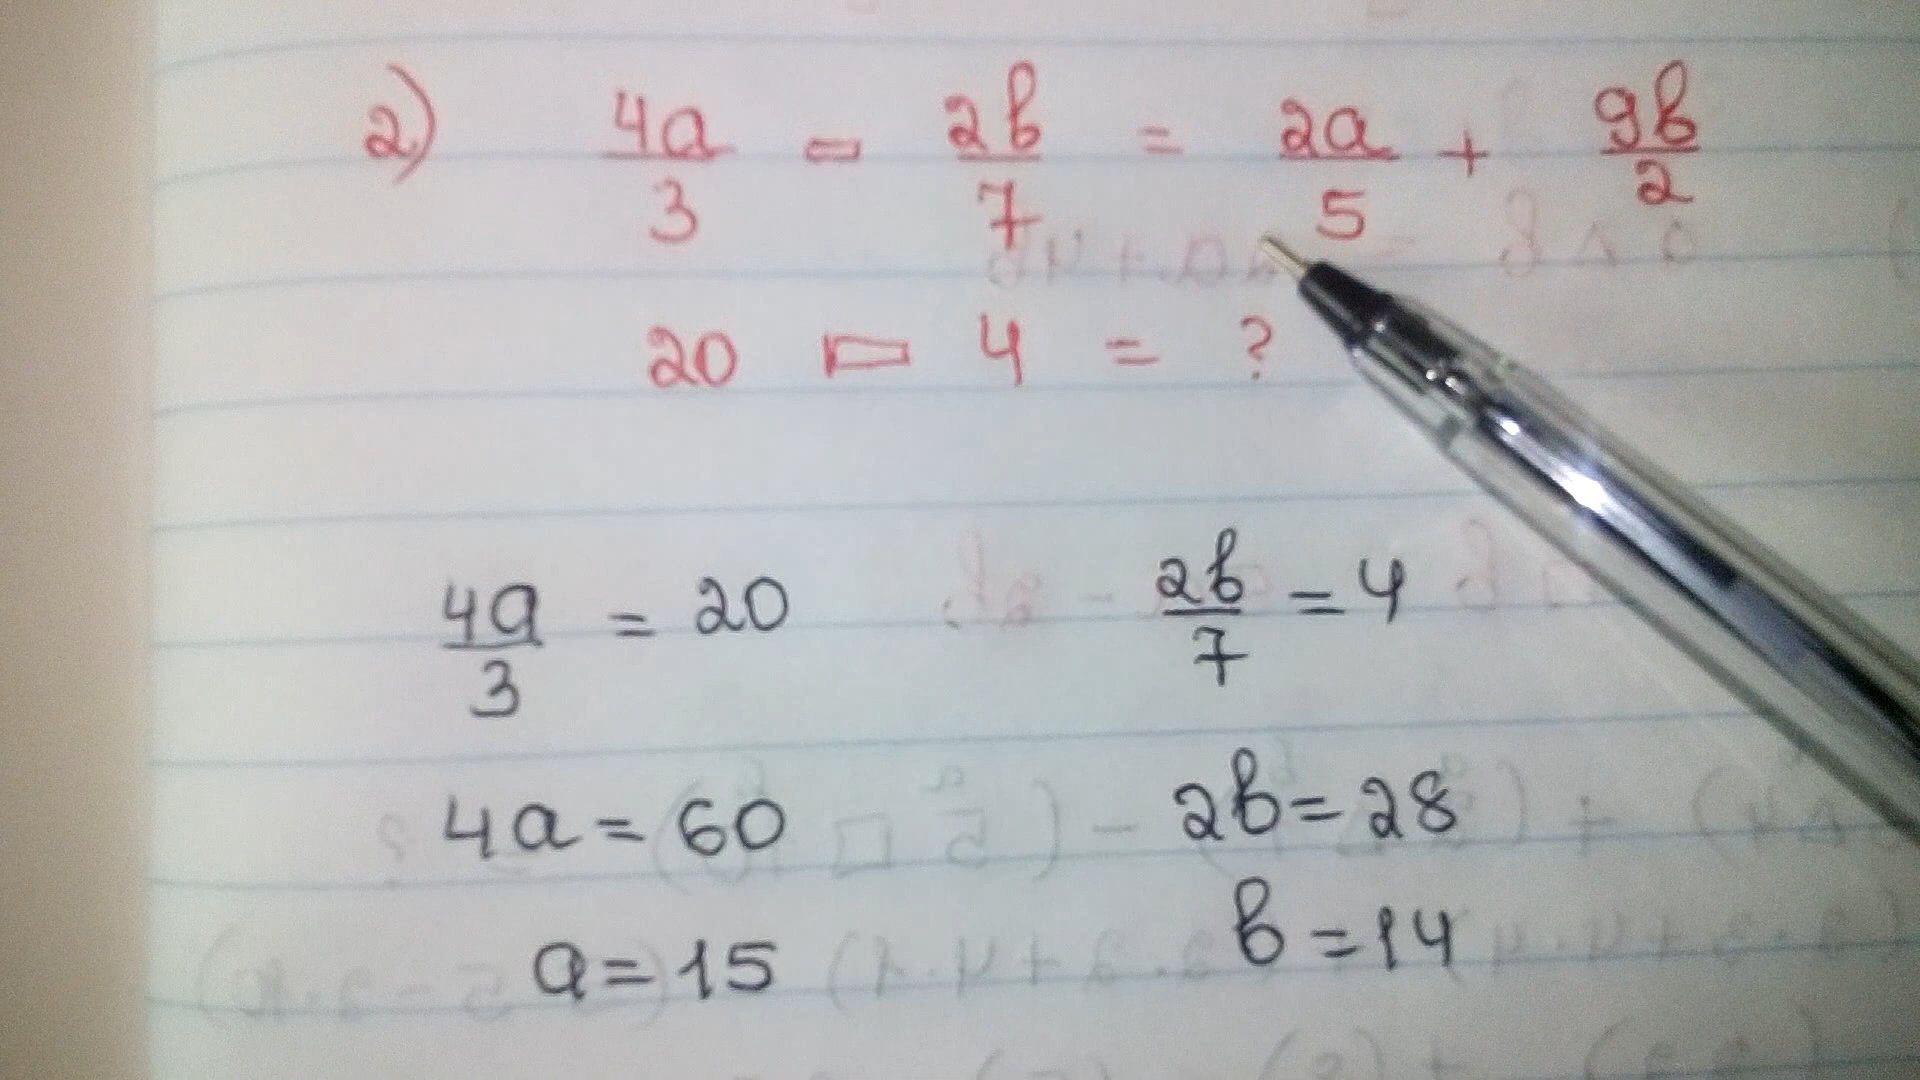 2) 4a/3 ▭ 2b/7 = 2a/5 + 9b/2
20 ▭ 4 = ?
4a/3 = 20 2b/7 = 4
4a = 60 2b = 28
a = 15 b = 14